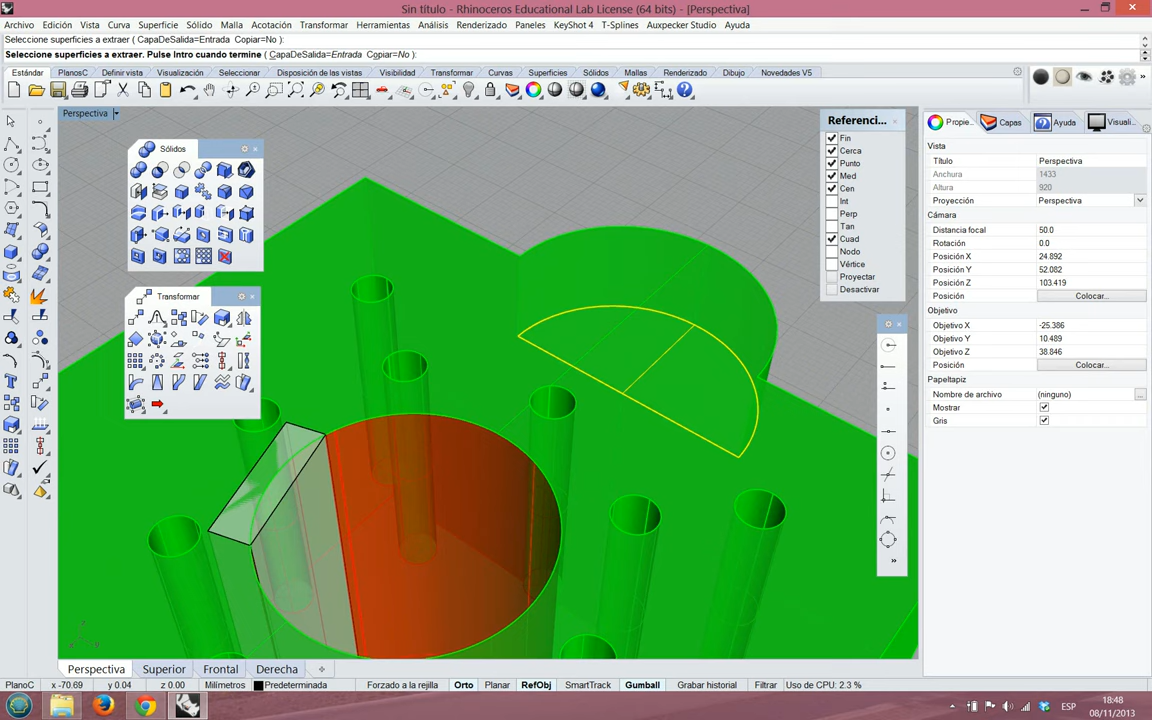 Sin título - Rhinoceros Educational Lab License (64 bits) - [Perspectiva]
Archivo Edición Vista Curva Superficie Sólido Malla Acotación Transformar Herramientas Análisis Renderizado Paneles KeyShot 4 T-Splines Auxpecker Studio Ayuda
Seleccione superficies a extraer ( CapaDeSalida=Entrada Copiar=No ):
Seleccione superficies a extraer. Pulse Intro cuando termine ( CapaDeSalida=Entrada Copiar=No ):
Estándar PlanosC Definir vista Visualización Seleccionar Disposición de las vistas Visibilidad Transformar Curvas Superficies Sólidos Mallas Renderizado Dibujo Novedades V5
Perspectiva
Sólidos
Transformar
Referenci...
Fin
Cerca
Punto
Med
Cen
Int
Perp
Tan
Cuad
Nodo
Vértice
Proyectar
Desactivar
Propie... Capas Ayuda Visuali...
Vista
Título Perspectiva
Anchura 1433
Altura 920
Proyección Perspectiva
Cámara
Distancia focal 50.0
Rotación 0.0
Posición X 24.892
Posición Y 52.082
Posición Z 103.419
Posición Colocar...
Objetivo
Objetivo X -25.386
Objetivo Y 10.489
Objetivo Z 38.846
Posición Colocar...
Papeltapiz
Nombre de archivo (ninguno) ...
Mostrar
Gris
Perspectiva Superior Frontal Derecha
PlanoC x -70.69 y 0.04 z 0.00 Milímetros Predeterminada Forzado a la rejilla Orto Planar RefObj SmartTrack Gumball Grabar historial Filtrar Uso de CPU: 2.3 %
ESP
18:48
08/11/2013